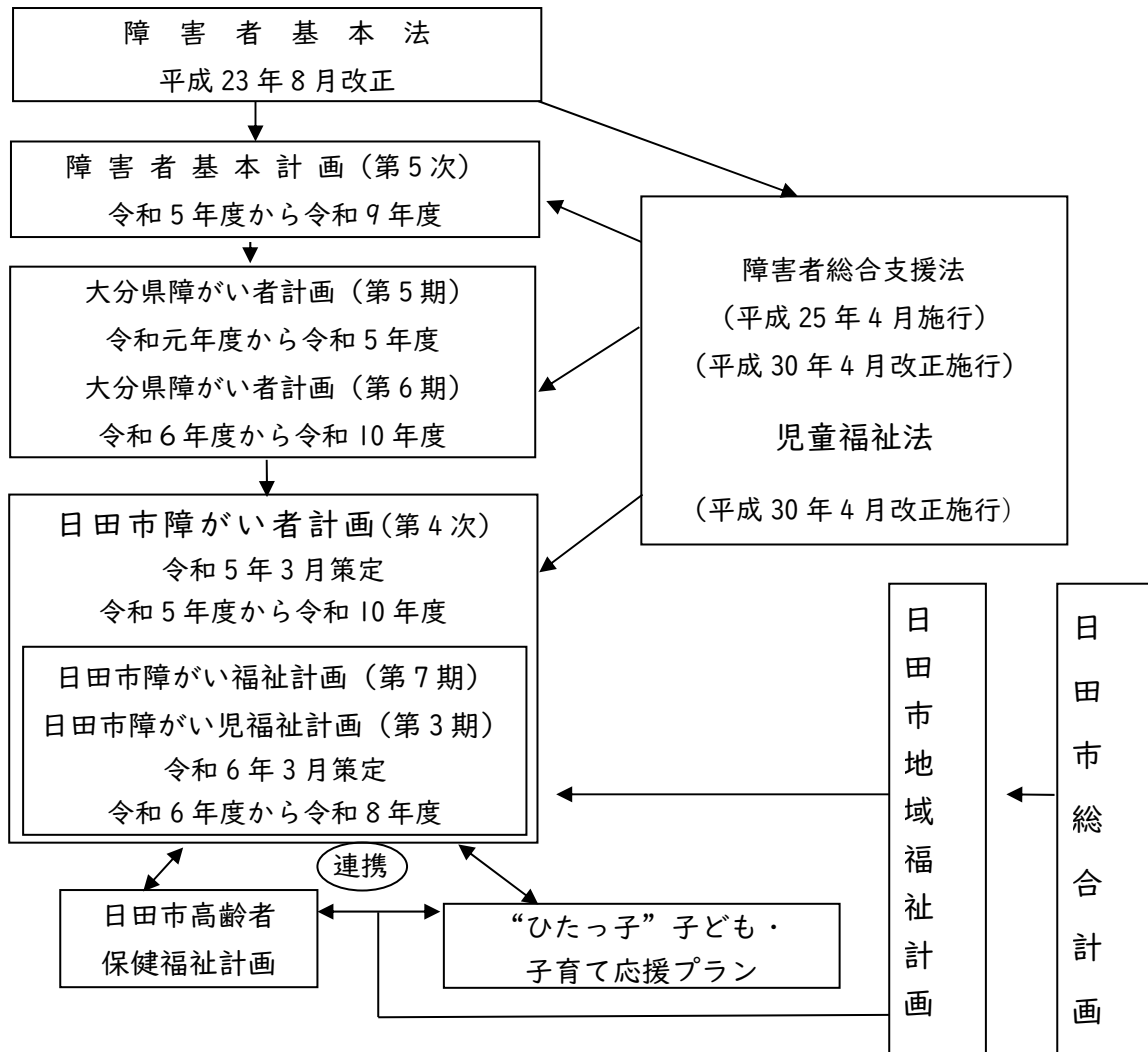 障害者基本法
平成23年8月改正
障害者基本計画(第5次)
令和5年度から令和9年度
大分県障がい者計画(第5期)
令和元年度から令和5年度
大分県障がい者計画(第6期)
令和6年度から令和10年度
障害者総合支援法
(平成25年4月施行)
(平成30年4月改正施行)
児童福祉法
(平成30年4月改正施行)
日田市障がい者計画(第4次)
令和5年3月策定
令和5年度から令和10年度
日田市障がい福祉計画(第7期)
日田市障がい児福祉計画(第3期)
令和6年3月策定
令和6年度から令和8年度
連携
日田市高齢者
保健福祉計画
“ひたっ子”子ども・
子育て応援プラン
日田市地域福祉計画
日田市総合計画